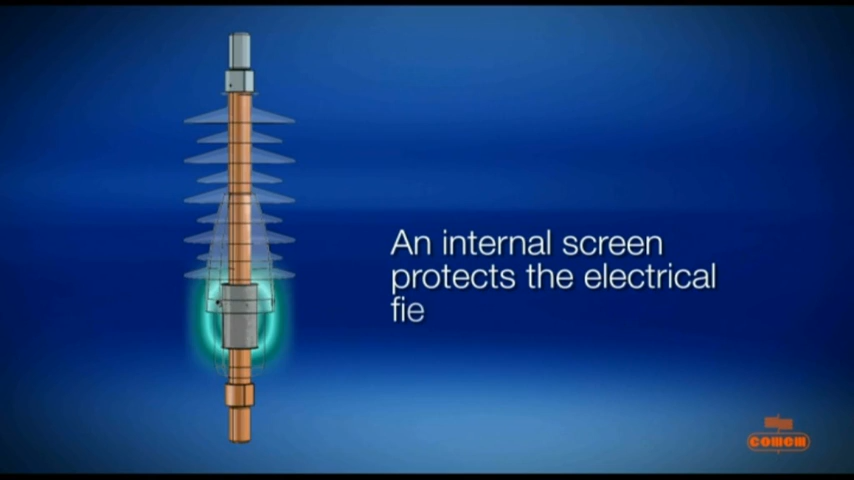 An internal screen
protects the electrical
fie
comem